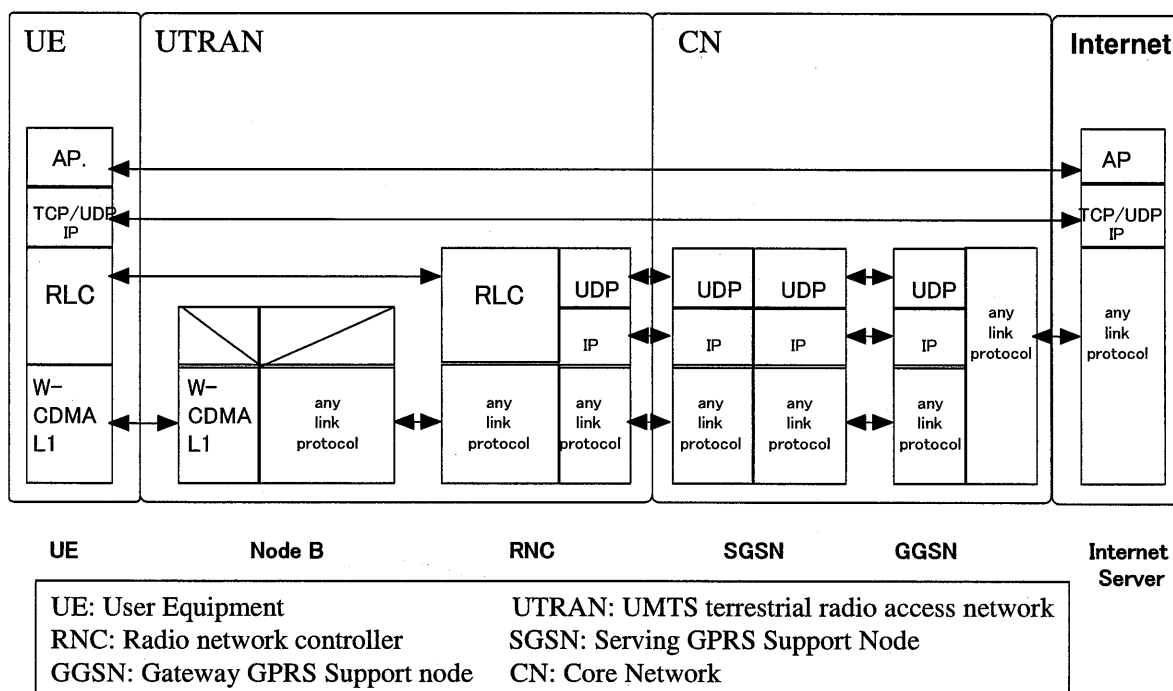 UE
UTRAN
CN
Internet
AP.
AP
TCP/UDP
IP
TCP/UDP
IP
RLC
RLC
UDP
UDP
UDP
UDP
IP
IP
IP
IP
any
link
protocol
any
link
protocol
W-
CDMA
L1
W-
CDMA
L1
any
link
protocol
any
link
protocol
any
link
protocol
any
link
protocol
any
link
protocol
any
link
protocol
UE
Node B
RNC
SGSN
GGSN
Internet
Server
UE: User Equipment
UTRAN: UMTS terrestrial radio access network
RNC: Radio network controller
SGSN: Serving GPRS Support Node
GGSN: Gateway GPRS Support node
CN: Core Network